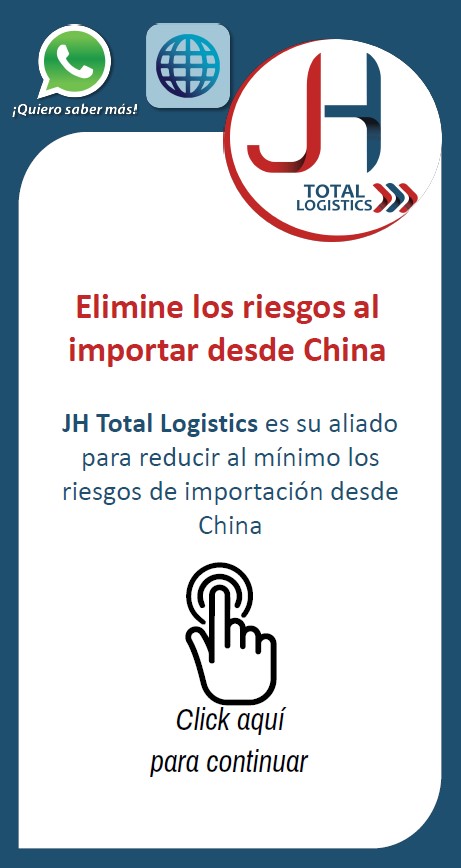 ¡Quiero saber más!
JH
TOTAL
LOGISTICS
Elimine los riesgos al
importar desde China
JH Total Logistics es su aliado
para reducir al mínimo los
riesgos de importación desde
China
Click aquí
para continuar